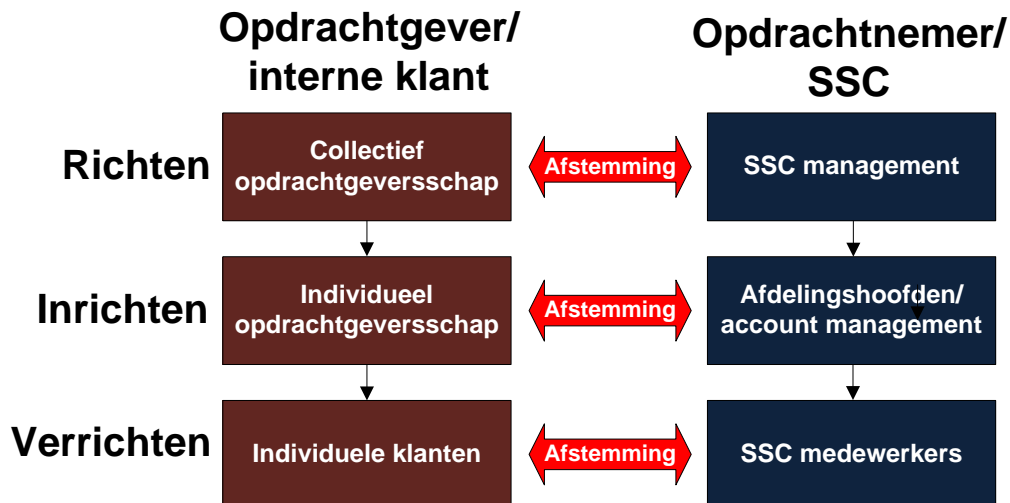 Opdrachtgever/
interne klant
Opdrachtnemer/
SSC
Richten
Collectief
opdrachtgeversschap
Afstemming
SSC management
Inrichten
Individueel
opdrachtgeversschap
Afstemming
Afdelingshoofden/
account management
Verrichten
Individuele klanten
Afstemming
SSC medewerkers